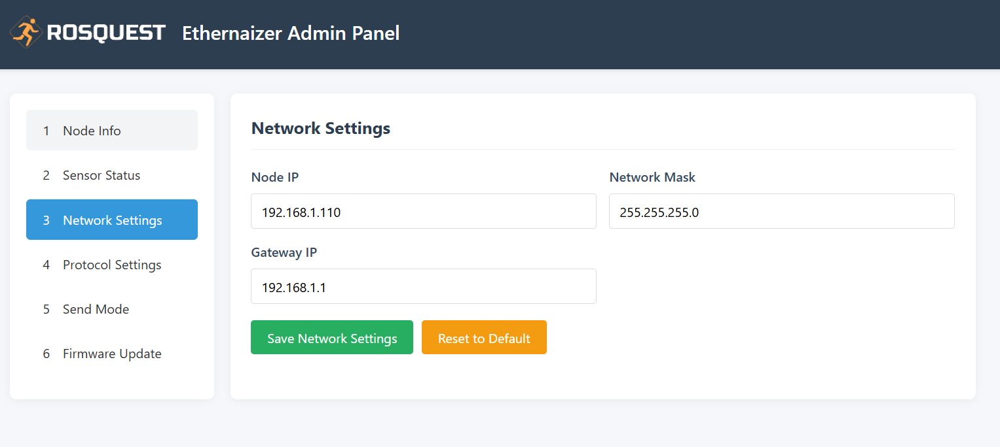 ROSQUEST Ethernaizer Admin Panel
1 Node Info
2 Sensor Status
3 Network Settings
4 Protocol Settings
5 Send Mode
6 Firmware Update
Network Settings
Node IP
192.168.1.110
Network Mask
255.255.255.0
Gateway IP
192.168.1.1
Save Network Settings
Reset to Default